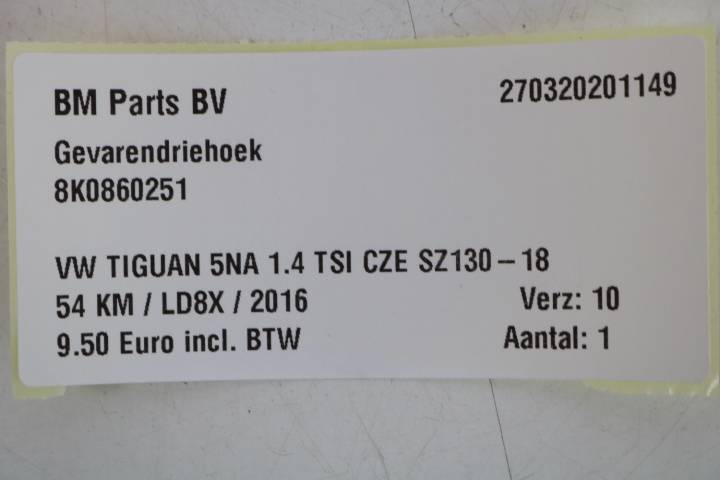 BM Parts BV 270320201149
Gevarendriehoek
8K0860251
VW TIGUAN 5NA 1.4 TSI CZE SZ130 – 18
54 KM / LD8X / 2016 Verz: 10
9.50 Euro incl. BTW Aantal: 1